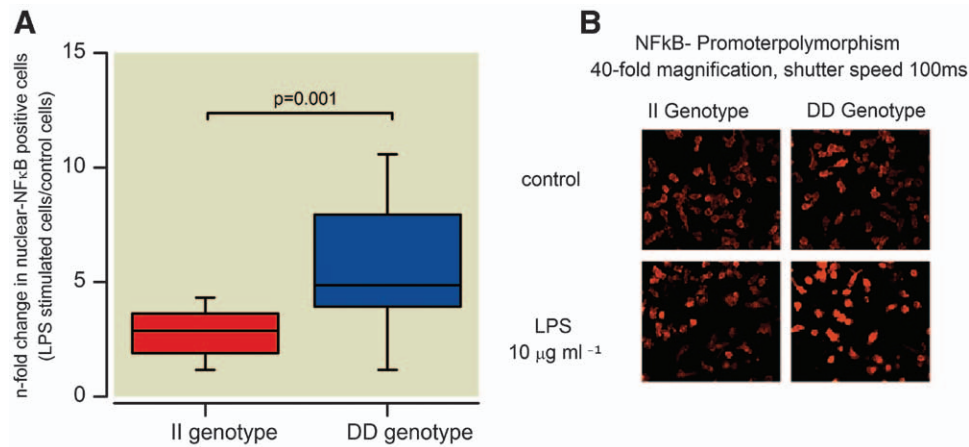 A
n-fold change in nuclear-NFκB positive cells
(LPS stimulated cells/control cells)
15
10
5
0
p=0.001
II genotype
DD genotype
B
NFkB- Promoterpolymorphism
40-fold magnification, shutter speed 100ms
II Genotype
DD Genotype
control
LPS
10 μg ml ⁻¹